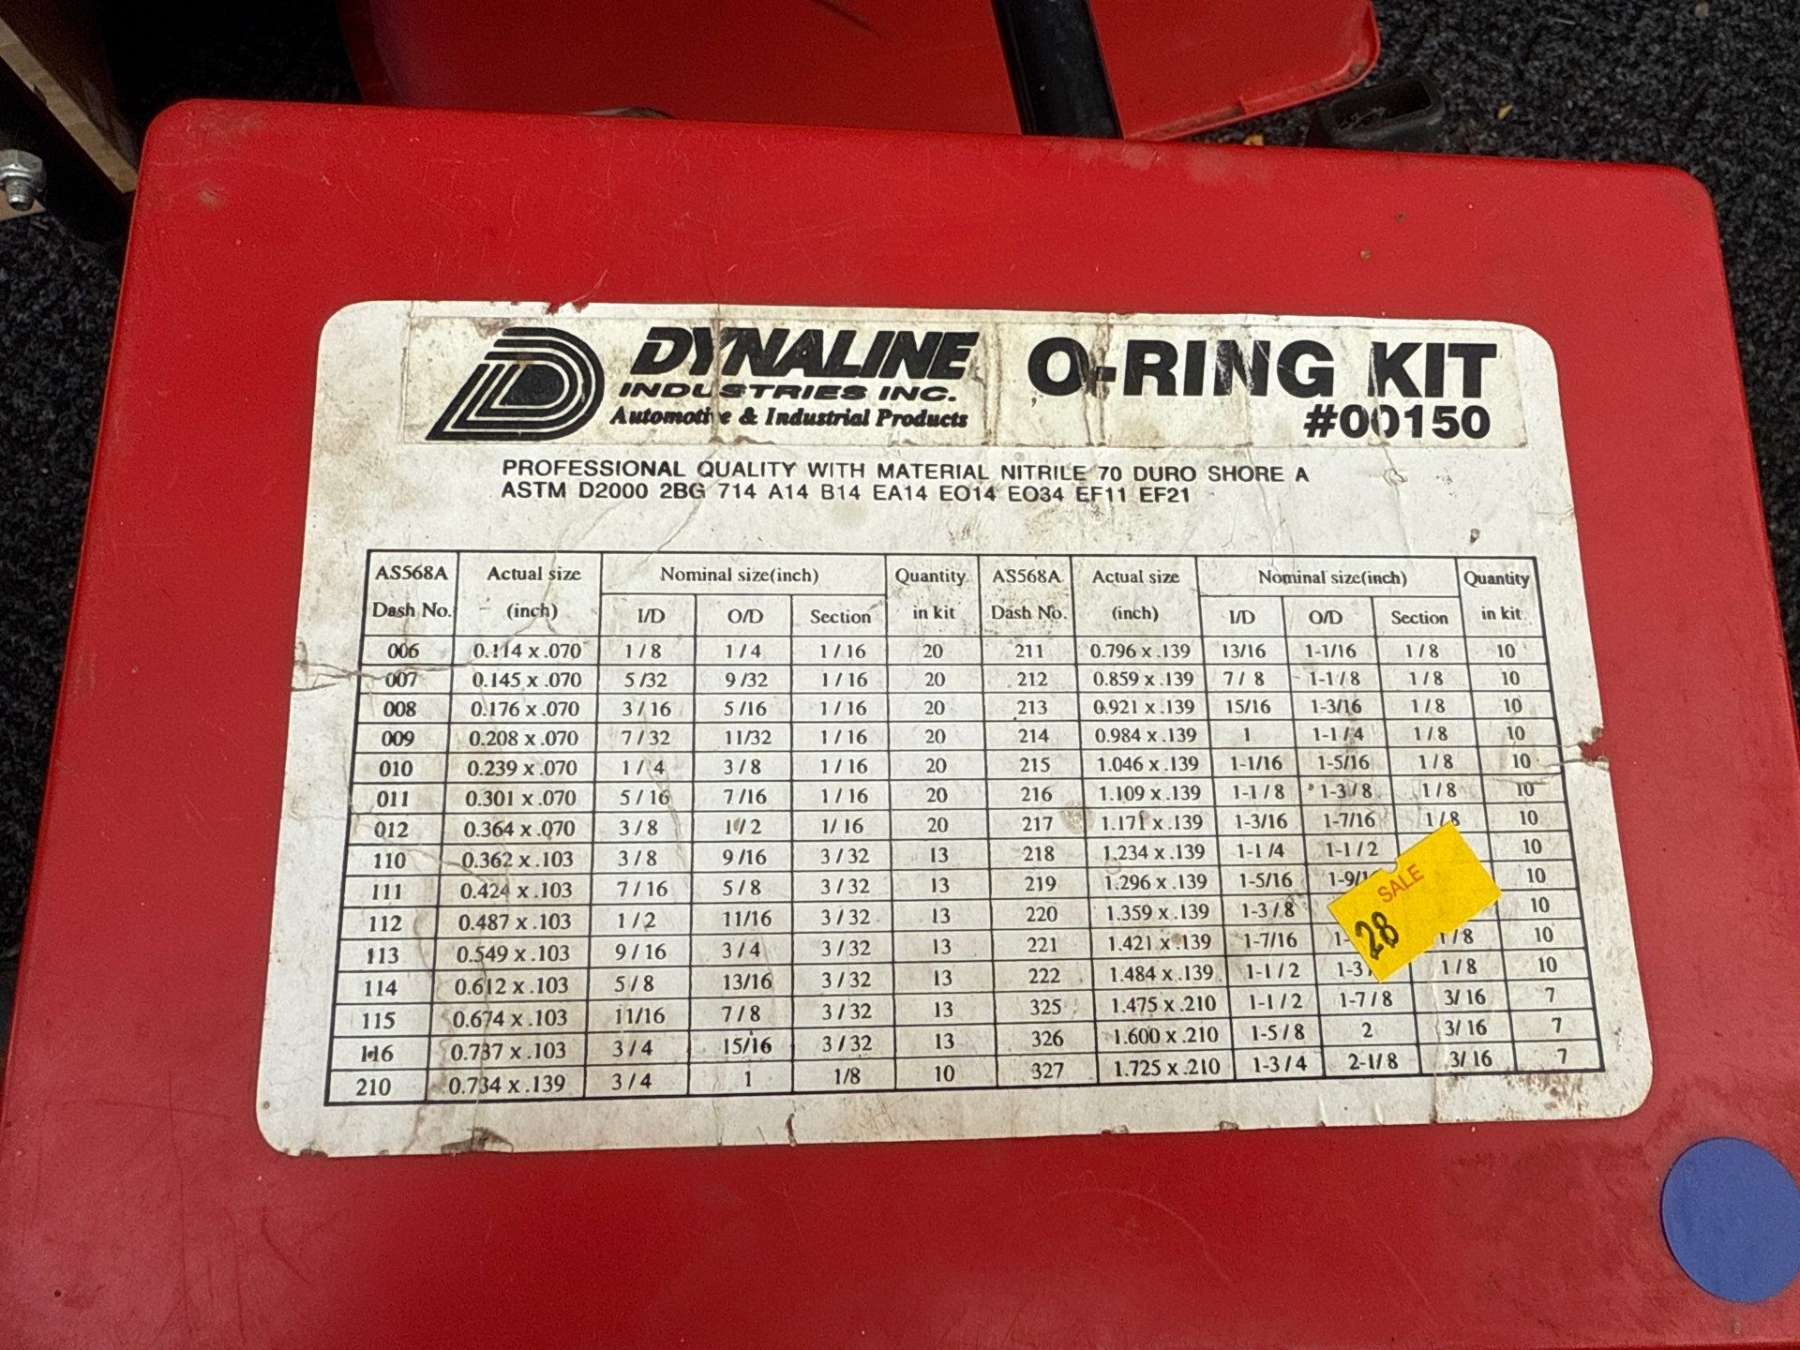 DYNALINE
INDUSTRIES INC.
Automotive & Industrial Products
O-RING KIT
#00150
PROFESSIONAL QUALITY WITH MATERIAL NITRILE 70 DURO SHORE A
ASTM D2000 2BG 714 A14 B14 EA14 EO14 EO34 EF11 EF21
AS568A Actual size Nominal size(inch) Quantity AS568A Actual size Nominal size(inch) Quantity
Dash No. (inch) I/D O/D Section in kit Dash No. (inch) I/D O/D Section in kit
006 0.114 x .070 1/8 1/4 1/16 20 211 0.796 x .139 13/16 1-1/16 1/8 10
007 0.145 x .070 5/32 9/32 1/16 20 212 0.859 x .139 7/8 1-1/8 1/8 10
008 0.176 x .070 3/16 5/16 1/16 20 213 0.921 x .139 15/16 1-3/16 1/8 10
009 0.208 x .070 7/32 11/32 1/16 20 214 0.984 x .139 1 1-1/4 1/8 10
010 0.239 x .070 1/4 3/8 1/16 20 215 1.046 x .139 1-1/16 1-5/16 1/8 10
011 0.301 x .070 5/16 7/16 1/16 20 216 1.109 x .139 1-1/8 1-3/8 1/8 10
012 0.364 x .070 3/8 1/2 1/16 20 217 1.171 x .139 1-3/16 1-7/16 1/8 10
110 0.362 x .103 3/8 9/16 3/32 13 218 1.234 x .139 1-1/4 1-1/2 10
111 0.424 x .103 7/16 5/8 3/32 13 219 1.296 x .139 1-5/16 10
112 0.487 x .103 1/2 11/16 3/32 13 220 1.359 x .139 1-3/8 10
113 0.549 x .103 9/16 3/4 3/32 13 221 1.421 x .139 1-7/16 1/8 10
114 0.612 x .103 5/8 13/16 3/32 13 222 1.484 x .139 1-1/2 1/8 10
115 0.674 x .103 11/16 7/8 3/32 13 325 1.475 x .210 1-1/2 1-7/8 3/16 7
116 0.737 x .103 3/4 15/16 3/32 13 326 1.600 x .210 1-5/8 2 3/16 7
210 0.734 x .139 3/4 1 1/8 10 327 1.725 x .210 1-3/4 2-1/8 3/16 7
SALE
28